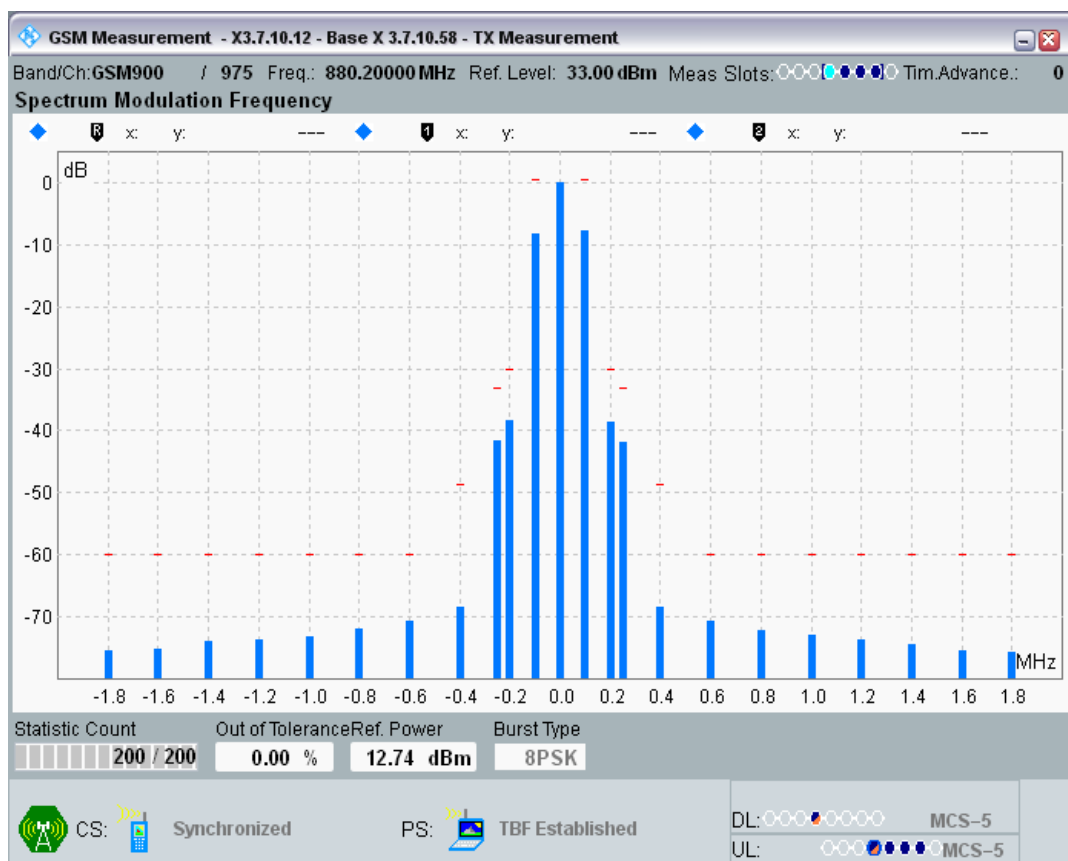 GSM Measurement - X3.7.10.12 - Base X 3.7.10.58 - TX Measurement
Band/Ch:GSM900 / 975 Freq.: 880.20000 MHz Ref. Level: 33.00 dBm Meas Slots: Tim.Advance.: 0
Spectrum Modulation Frequency
R x: y: --- 1 x: y: --- 2 x: y: ---
dB
0
-10
-20
-30
-40
-50
-60
-70
MHz
-1.8 -1.6 -1.4 -1.2 -1.0 -0.8 -0.6 -0.4 -0.2 0.0 0.2 0.4 0.6 0.8 1.0 1.2 1.4 1.6 1.8
Statistic Count Out of Tolerance Ref. Power Burst Type
200 / 200 0.00 % 12.74 dBm 8PSK
CS: Synchronized PS: TBF Established
DL: MCS-5
UL: MCS-5